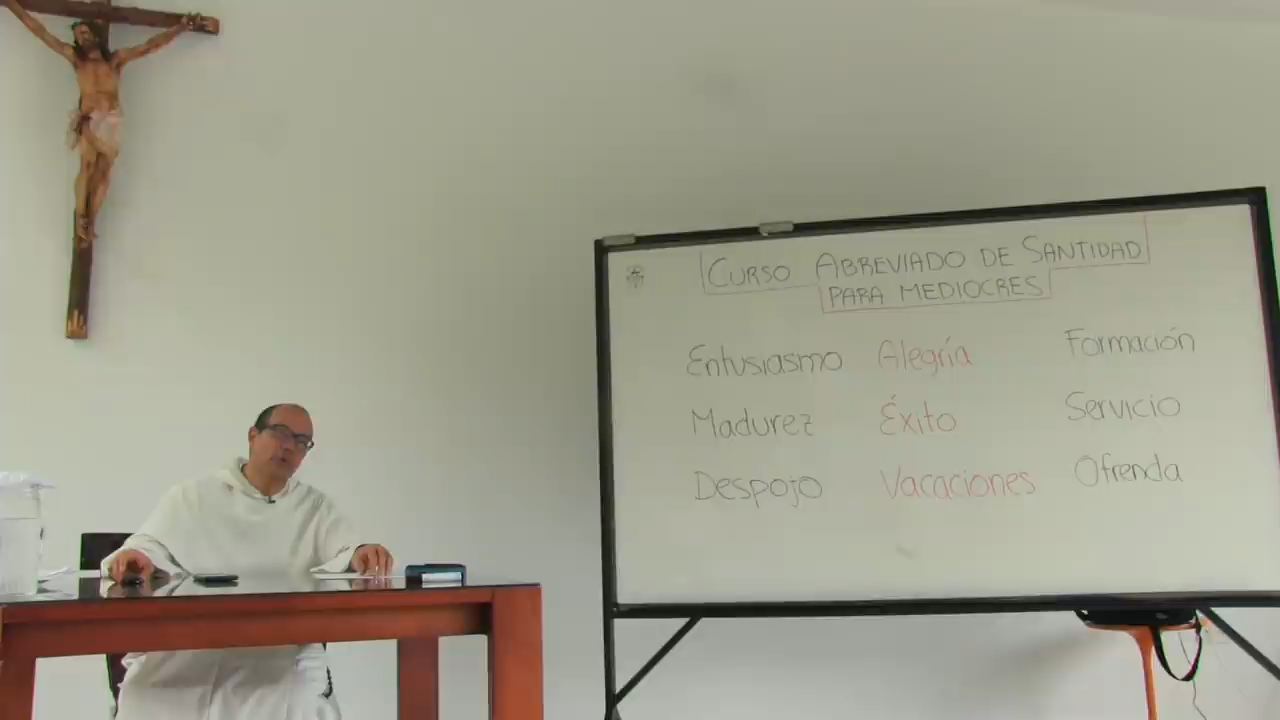 CURSO ABREVIADO DE SANTIDAD
PARA MEDIOCRES
Entusiasmo Alegría Formación
Madurez Éxito Servicio
Despojo Vacaciones Ofrenda